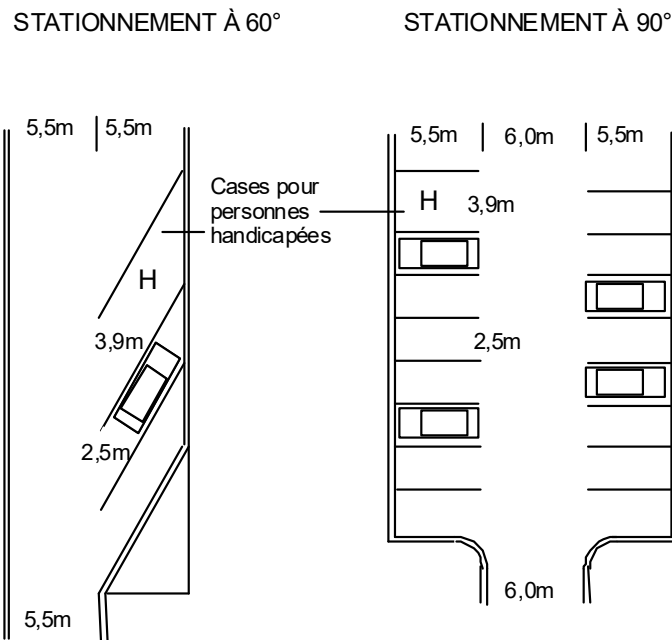 STATIONNEMENT À 60°
STATIONNEMENT À 90°
5,5m
5,5m
5,5m
6,0m
5,5m
Cases pour
personnes
handicapées
H
3,9m
H
3,9m
2,5m
2,5m
5,5m
6,0m